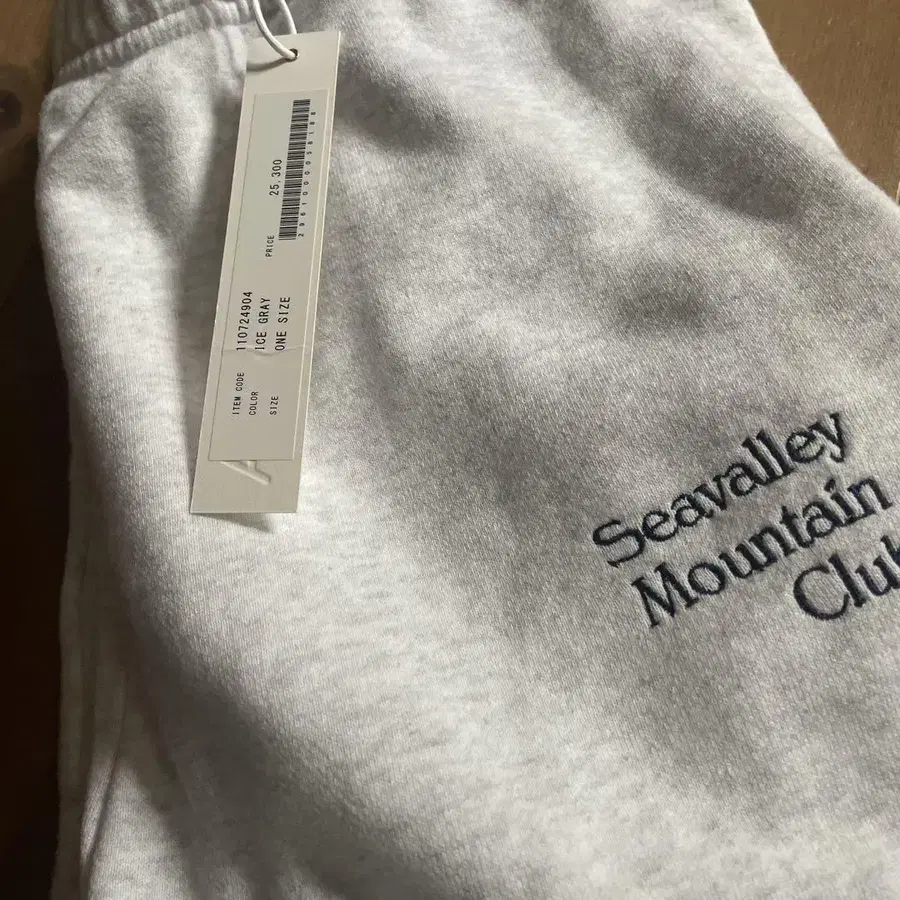 ITEM CODE 110724904
COLOR ICE GRAY
SIZE ONE SIZE
PRICE 25,300
Seavalley
Mountain
Club